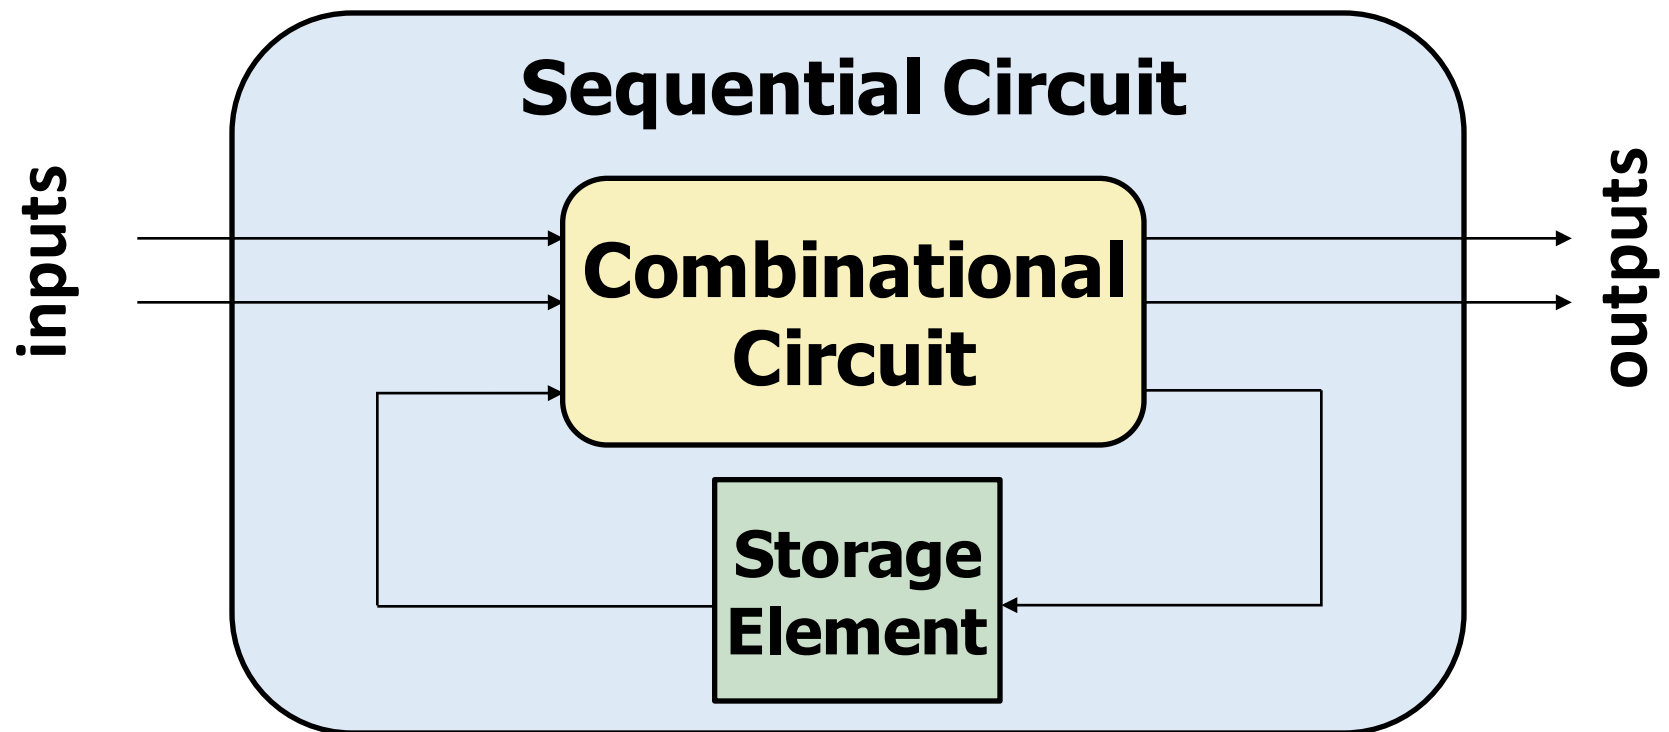 Sequential Circuit
inputs
Combinational
Circuit
outputs
Storage
Element